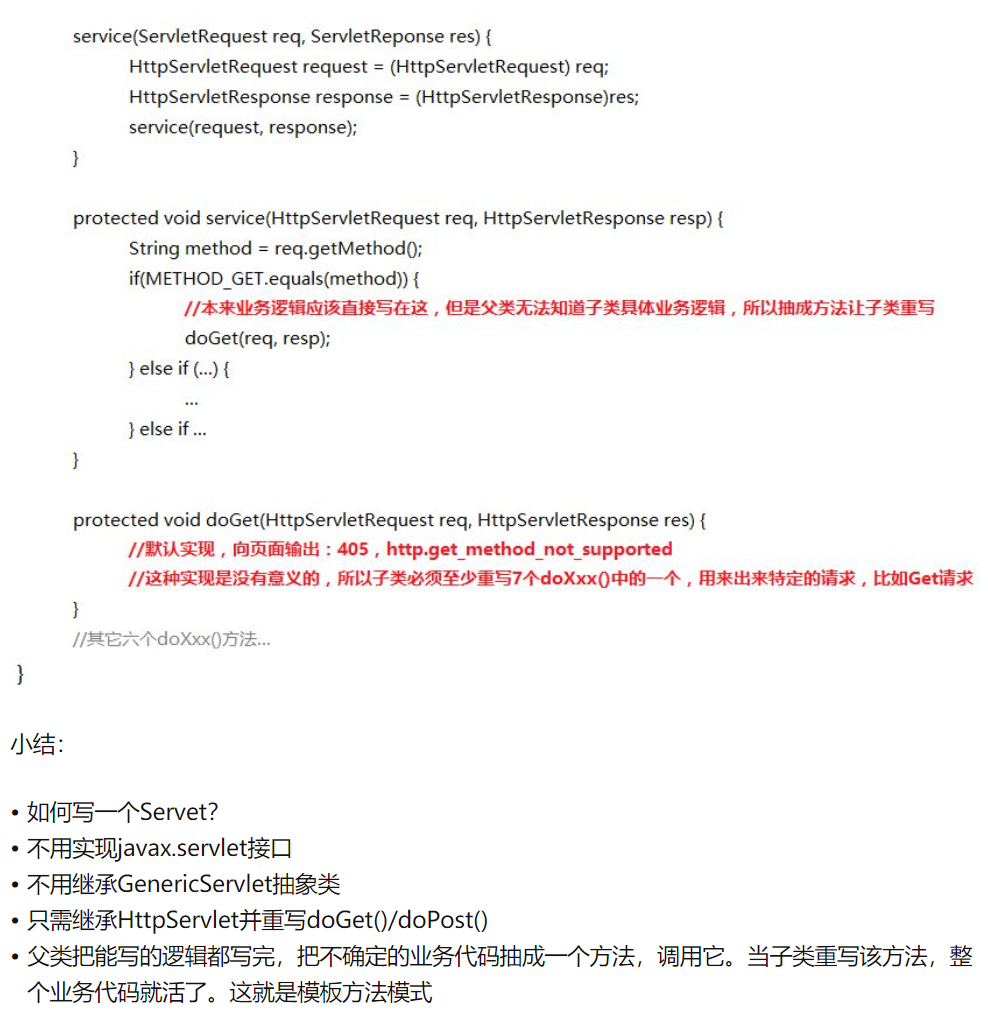 service(ServletRequest req, ServletReponse res) {
HttpServletRequest request = (HttpServletRequest) req;
HttpServletResponse response = (HttpServletResponse)res;
service(request, response);
}
protected void service(HttpServletRequest req, HttpServletResponse resp) {
String method = req.getMethod();
if(METHOD_GET.equals(method)) {
//本来业务逻辑应该直接写在这，但是父类无法知道子类具体业务逻辑，所以抽成方法让子类重写
doGet(req, resp);
} else if (...) {
...
} else if ...
}
protected void doGet(HttpServletRequest req, HttpServletResponse res) {
//默认实现，向页面输出：405，http.get_method_not_supported
//这种实现是没有意义的，所以子类必须至少重写7个doXxx()中的一个，用来出来特定的请求，比如Get请求
}
//其它六个doXxx()方法...
}
小结：
• 如何写一个Servet？
• 不用实现javax.servlet接口
• 不用继承GenericServlet抽象类
• 只需继承HttpServlet并重写doGet()/doPost()
• 父类把能写的逻辑都写完，把不确定的业务代码抽成一个方法，调用它。当子类重写该方法，整
个业务代码就活了。这就是模板方法模式